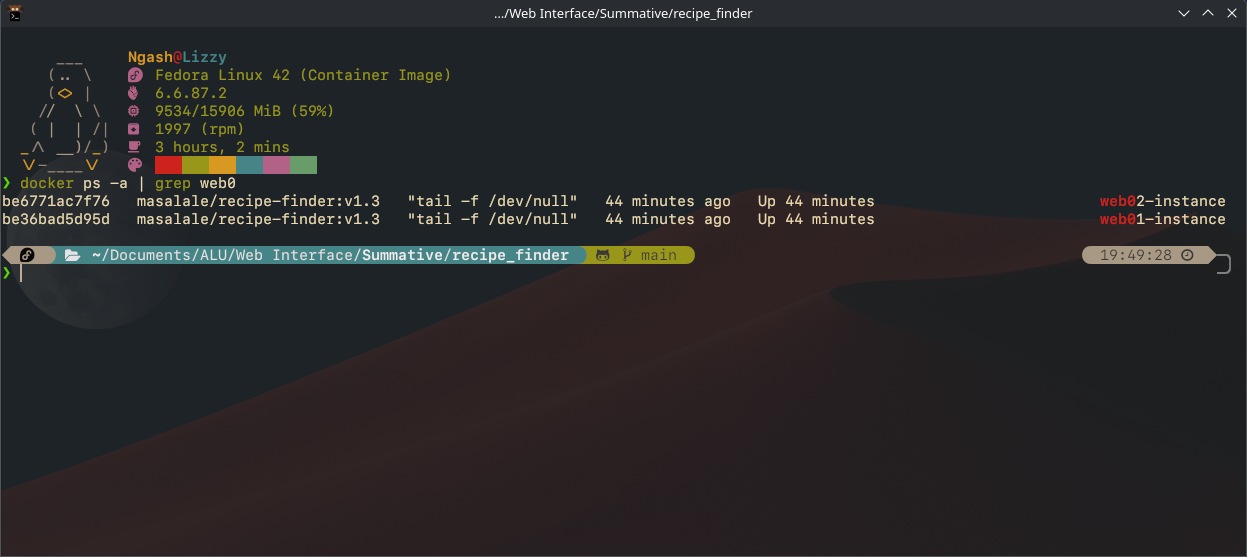 .../Web Interface/Summative/recipe_finder
Ngash@Lizzy
Fedora Linux 42 (Container Image)
6.6.87.2
9534/15906 MiB (59%)
1997 (rpm)
3 hours, 2 mins
❯ docker ps -a | grep web0
be6771ac7f76   masalale/recipe-finder:v1.3   "tail -f /dev/null"   44 minutes ago   Up 44 minutes   web02-instance
be36bad5d95d   masalale/recipe-finder:v1.3   "tail -f /dev/null"   44 minutes ago   Up 44 minutes   web01-instance
~/Documents/ALU/Web Interface/Summative/recipe_finder   main   19:49:28
❯